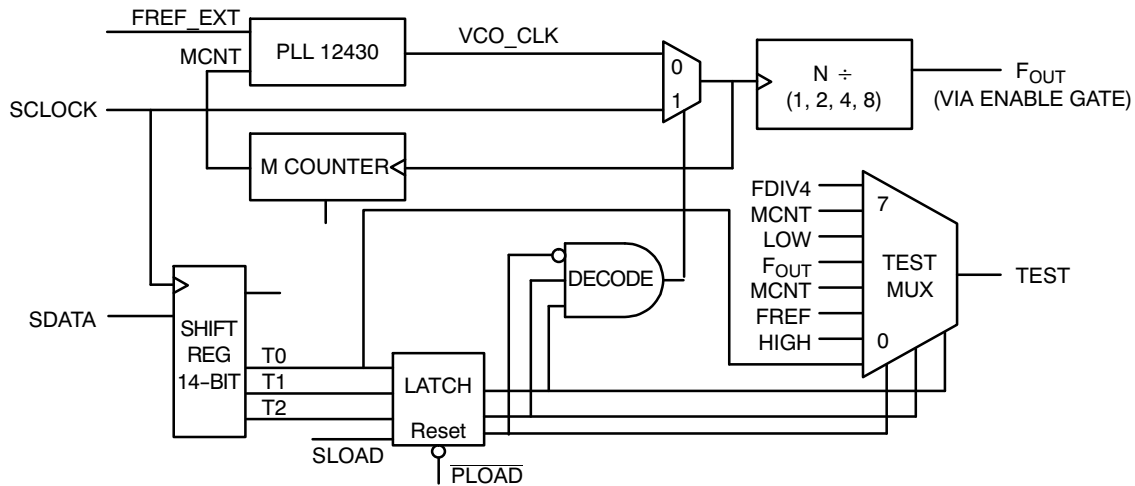 FREF_EXT
MCNT
PLL 12430
VCO_CLK
0
1
N ÷
(1, 2, 4, 8)
FOUT
(VIA ENABLE GATE)
SCLOCK
M COUNTER
FDIV4
MCNT
LOW
FOUT
MCNT
FREF
HIGH
7
TEST
MUX
0
TEST
DECODE
SDATA
SHIFT
REG
14−BIT
T0
T1
T2
LATCH
Reset
SLOAD
PLOAD